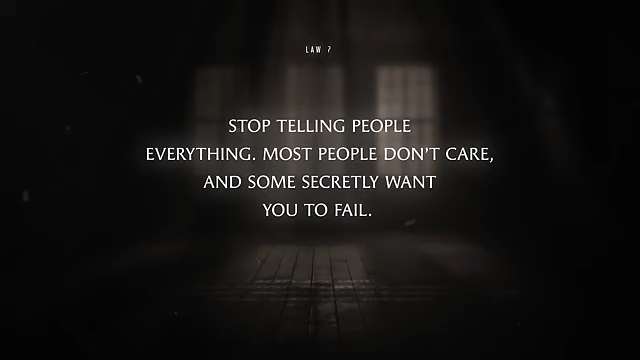 LAW 7
STOP TELLING PEOPLE
EVERYTHING. MOST PEOPLE DON'T CARE,
AND SOME SECRETLY WANT
YOU TO FAIL.